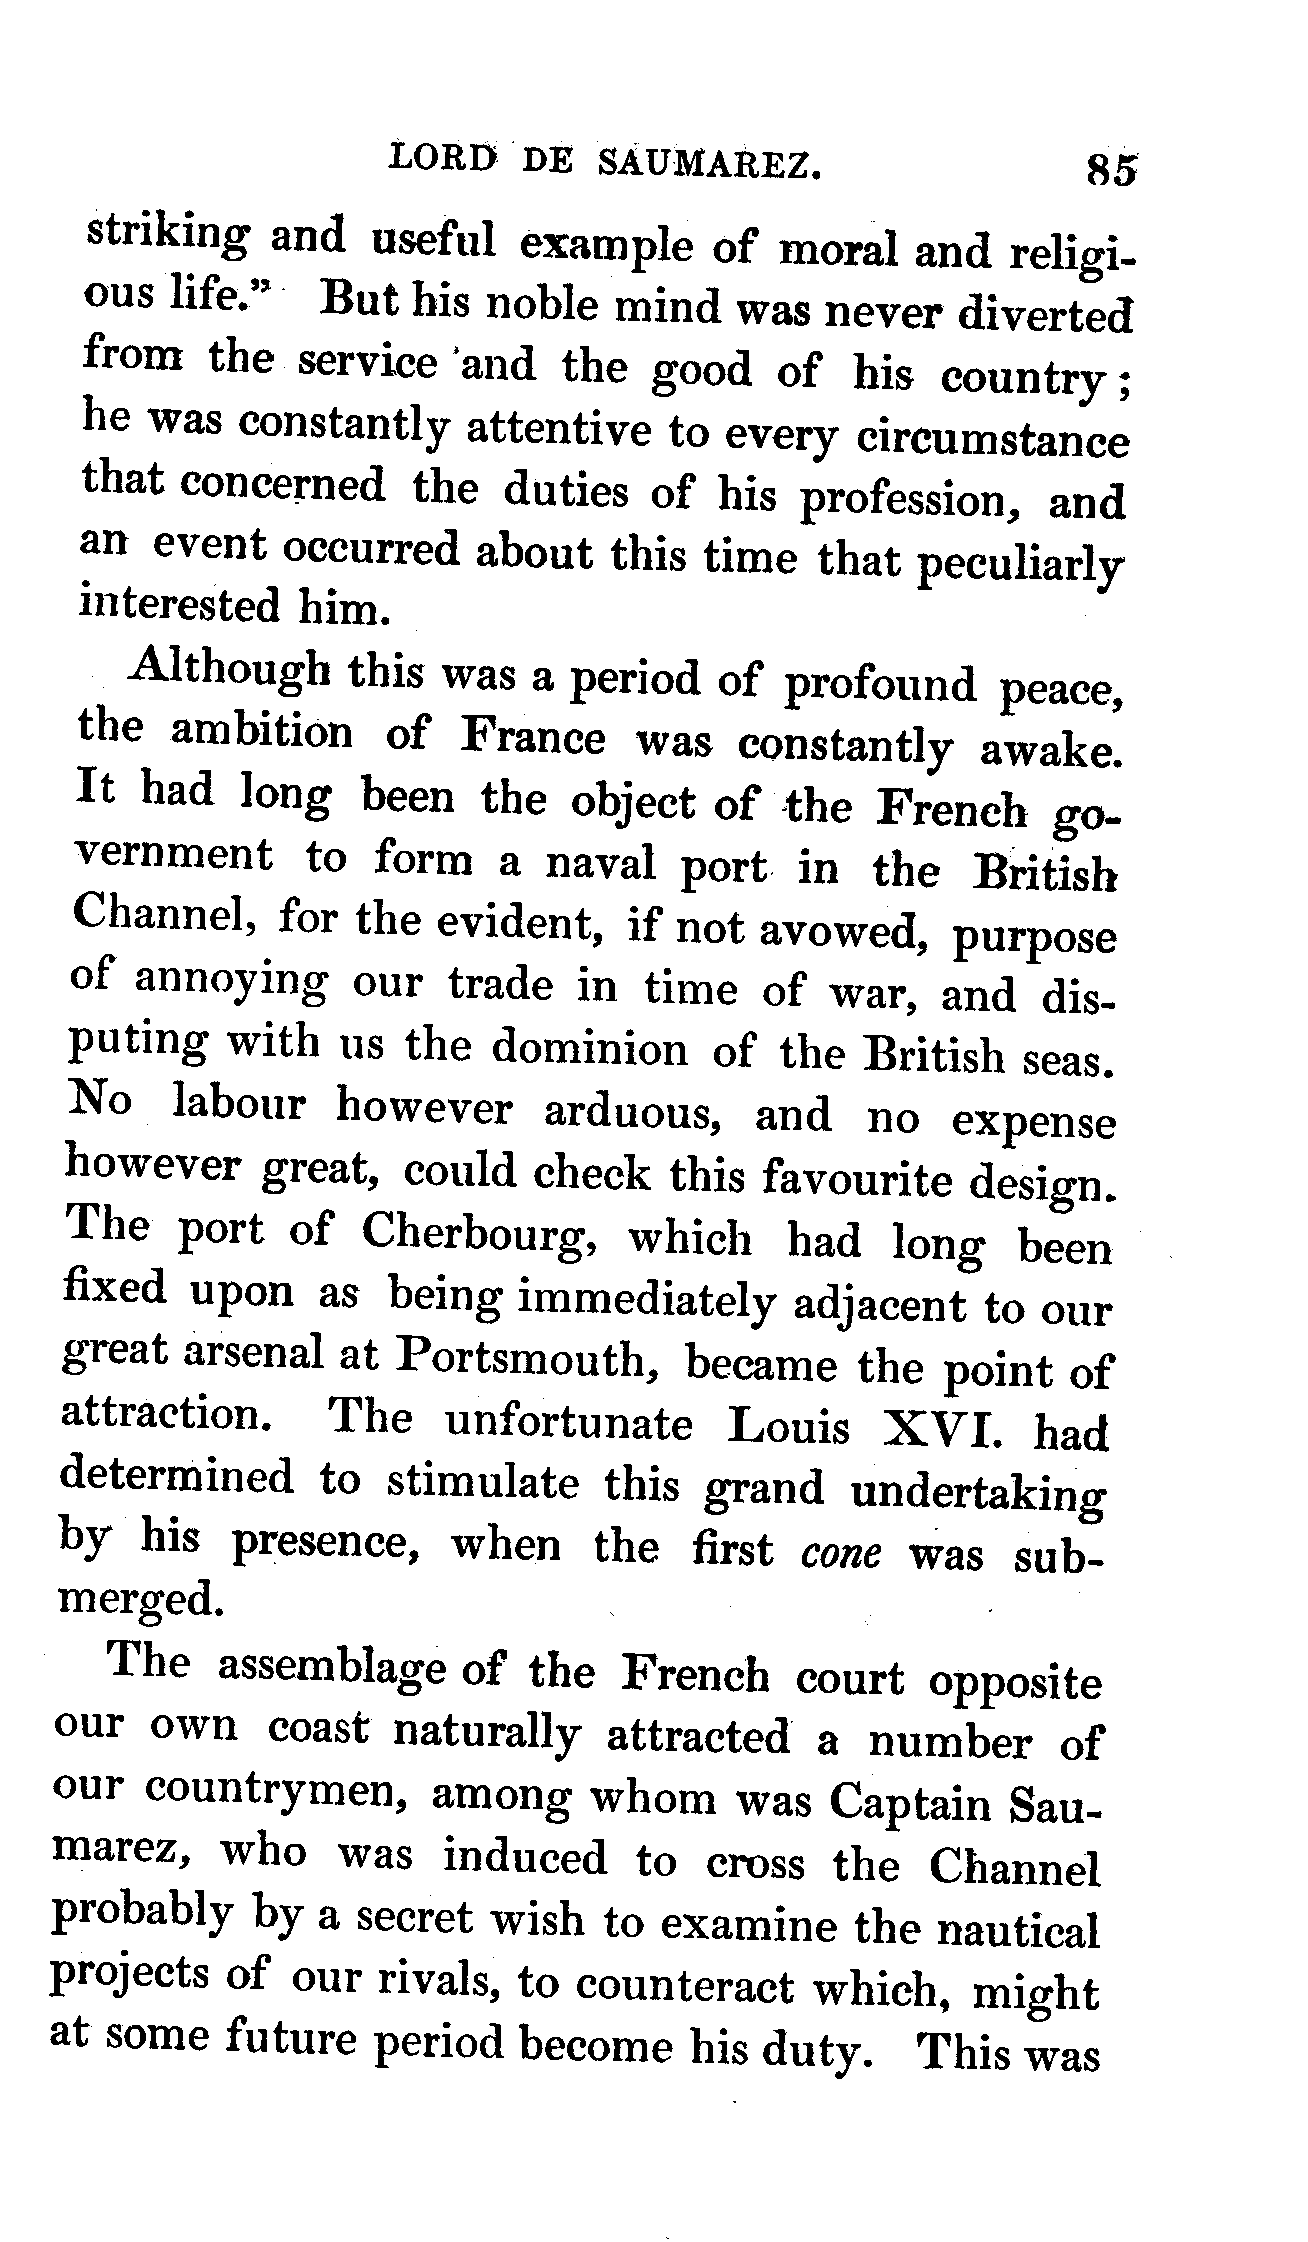 LORD DE SAUMAREZ. 85
striking and useful example of moral and religi-
ous life.” But his noble mind was never diverted
from the service and the good of his country;
he was constantly attentive to every circumstance
that concerned the duties of his profession, and
an event occurred about this time that peculiarly
interested him.
Although this was a period of profound peace,
the ambition of France was constantly awake.
It had long been the object of the French go-
vernment to form a naval port in the British
Channel, for the evident, if not avowed, purpose
of annoying our trade in time of war, and dis-
puting with us the dominion of the British seas.
No labour however arduous, and no expense
however great, could check this favourite design.
The port of Cherbourg, which had long been
fixed upon as being immediately adjacent to our
great arsenal at Portsmouth, became the point of
attraction. The unfortunate Louis XVI. had
determined to stimulate this grand undertaking
by his presence, when the first cone was sub-
merged.
The assemblage of the French court opposite
our own coast naturally attracted a number of
our countrymen, among whom was Captain Sau-
marez, who was induced to cross the Channel
probably by a secret wish to examine the nautical
projects of our rivals, to counteract which, might
at some future period become his duty. This was